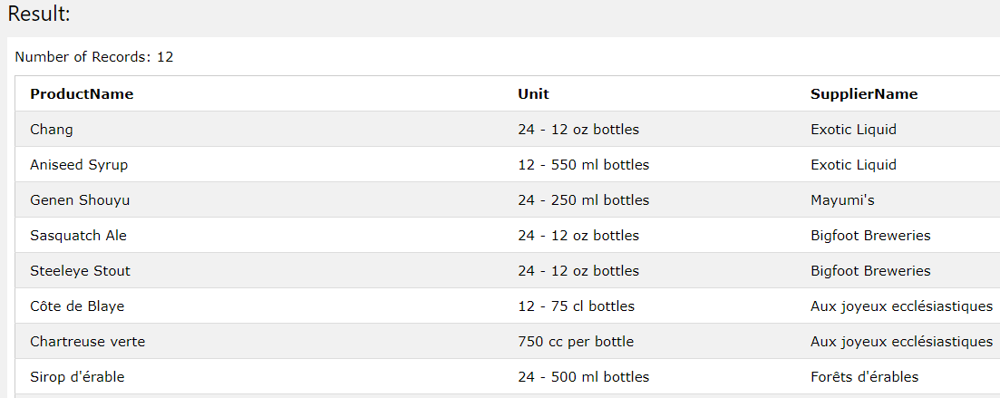 Result:
Number of Records: 12
ProductName Unit SupplierName
Chang 24 - 12 oz bottles Exotic Liquid
Aniseed Syrup 12 - 550 ml bottles Exotic Liquid
Genen Shouyu 24 - 250 ml bottles Mayumi's
Sasquatch Ale 24 - 12 oz bottles Bigfoot Breweries
Steeleye Stout 24 - 12 oz bottles Bigfoot Breweries
Côte de Blaye 12 - 75 cl bottles Aux joyeux ecclésiastiques
Chartreuse verte 750 cc per bottle Aux joyeux ecclésiastiques
Sirop d'érable 24 - 500 ml bottles Forêts d'érables